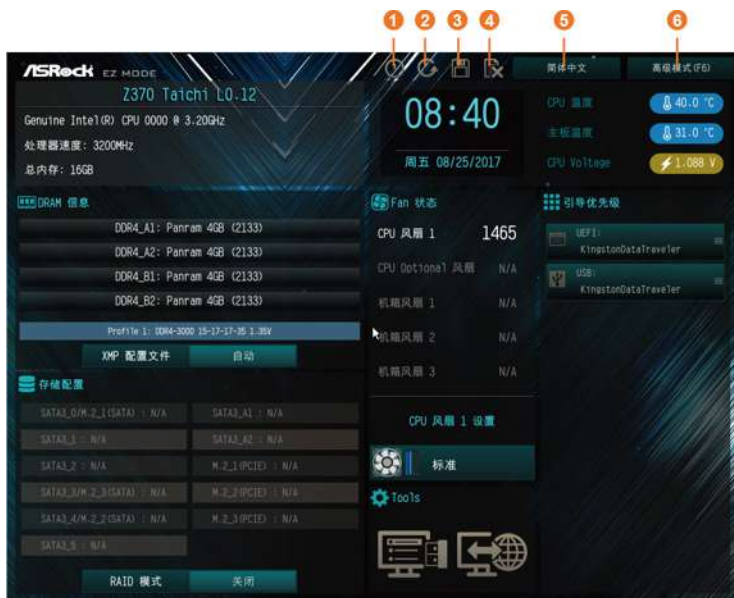 1 2 3 4 5 6
ASRock EZ MODE
简体中文
高级模式(F6)
Z370 Taichi L0.12
Genuine Intel(R) CPU 0000 @ 3.20GHz
处理器速度: 3200MHz
总内存: 16GB
08:40
周五 08/25/2017
CPU 温度 40.0 °C
主板温度 31.0 °C
CPU Voltage 1.088 V
DRAM 信息
DDR4_A1: Panram 4GB (2133)
DDR4_A2: Panram 4GB (2133)
DDR4_B1: Panram 4GB (2133)
DDR4_B2: Panram 4GB (2133)
Profile 1: DDR4-3000 15-17-17-35 1.35V
XMP 配置文件 自动
存储配置
SATA3_0/M.2_1(SATA) : N/A
SATA3_A1 : N/A
SATA3_1 : N/A
SATA3_A2 : N/A
SATA3_2 : N/A
M.2_1(PCIE) : N/A
SATA3_3/M.2_3(SATA) : N/A
M.2_2(PCIE) : N/A
SATA3_4/M.2_2(SATA) : N/A
M.2_3(PCIE) : N/A
SATA3_5 : N/A
RAID 模式 关闭
Fan 状态
CPU 风扇 1 1465
CPU Optional 风扇 N/A
机箱风扇 1 N/A
机箱风扇 2 N/A
机箱风扇 3 N/A
CPU 风扇 1 设置
标准
Tools
引导优先级
UEFI:
KingstonDataTraveler
USB:
KingstonDataTraveler